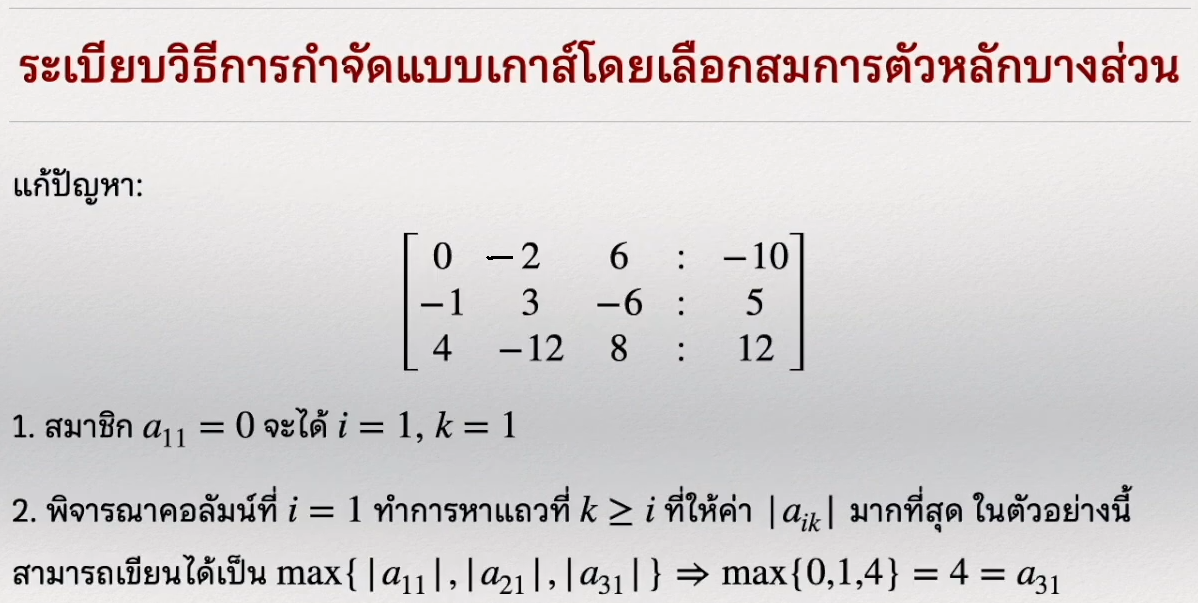 ระเบียบวิธีการกำจัดแบบเกาส์โดยเลือกสมการตัวหลักบางส่วน
แก้ปัญหา:
0 −2 6 : −10
−1 3 −6 : 5
4 −12 8 : 12
1. สมาชิก a₁₁ = 0 จะได้ i = 1, k = 1
2. พิจารณาคอลัมน์ที่ i = 1 ทำการหาแถวที่ k ≥ i ที่ให้ค่า |aᵢₖ| มากที่สุด ในตัวอย่างนี้
สามารถเขียนได้เป็น max{|a₁₁|,|a₂₁|,|a₃₁|} ⇒ max{0,1,4} = 4 = a₃₁